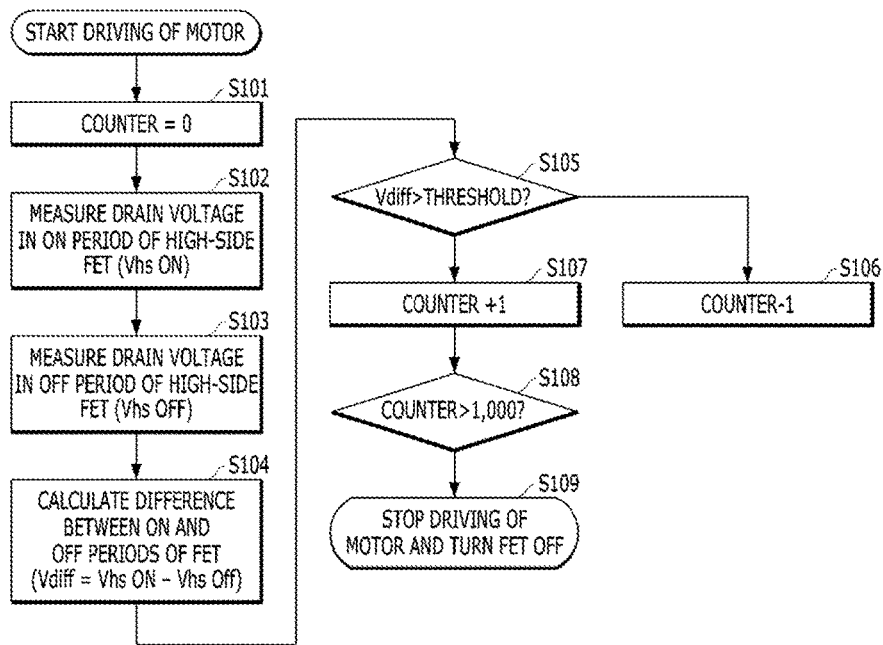 START DRIVING OF MOTOR
S101
COUNTER = 0
S102
MEASURE DRAIN VOLTAGE
IN ON PERIOD OF HIGH-SIDE
FET (Vhs ON)
S103
MEASURE DRAIN VOLTAGE
IN OFF PERIOD OF HIGH-SIDE
FET (Vhs OFF)
S104
CALCULATE DIFFERENCE
BETWEEN ON AND
OFF PERIODS OF FET
(Vdiff = Vhs ON – Vhs Off)
S105
Vdiff>THRESHOLD?
S107
COUNTER +1
S106
COUNTER-1
S108
COUNTER>1,000?
S109
STOP DRIVING OF
MOTOR AND TURN FET OFF